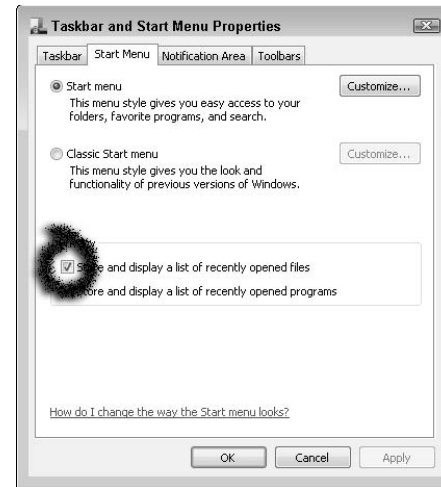 Taskbar and Start Menu Properties
Taskbar Start Menu Notification Area Toolbars
Start menu Customize...
This menu style gives you easy access to your
folders, favorite programs, and search.
Classic Start menu Customize...
This menu style gives you the look and
functionality of previous versions of Windows.
and display a list of recently opened files
and display a list of recently opened programs
How do I change the way the Start menu looks?
OK Cancel Apply